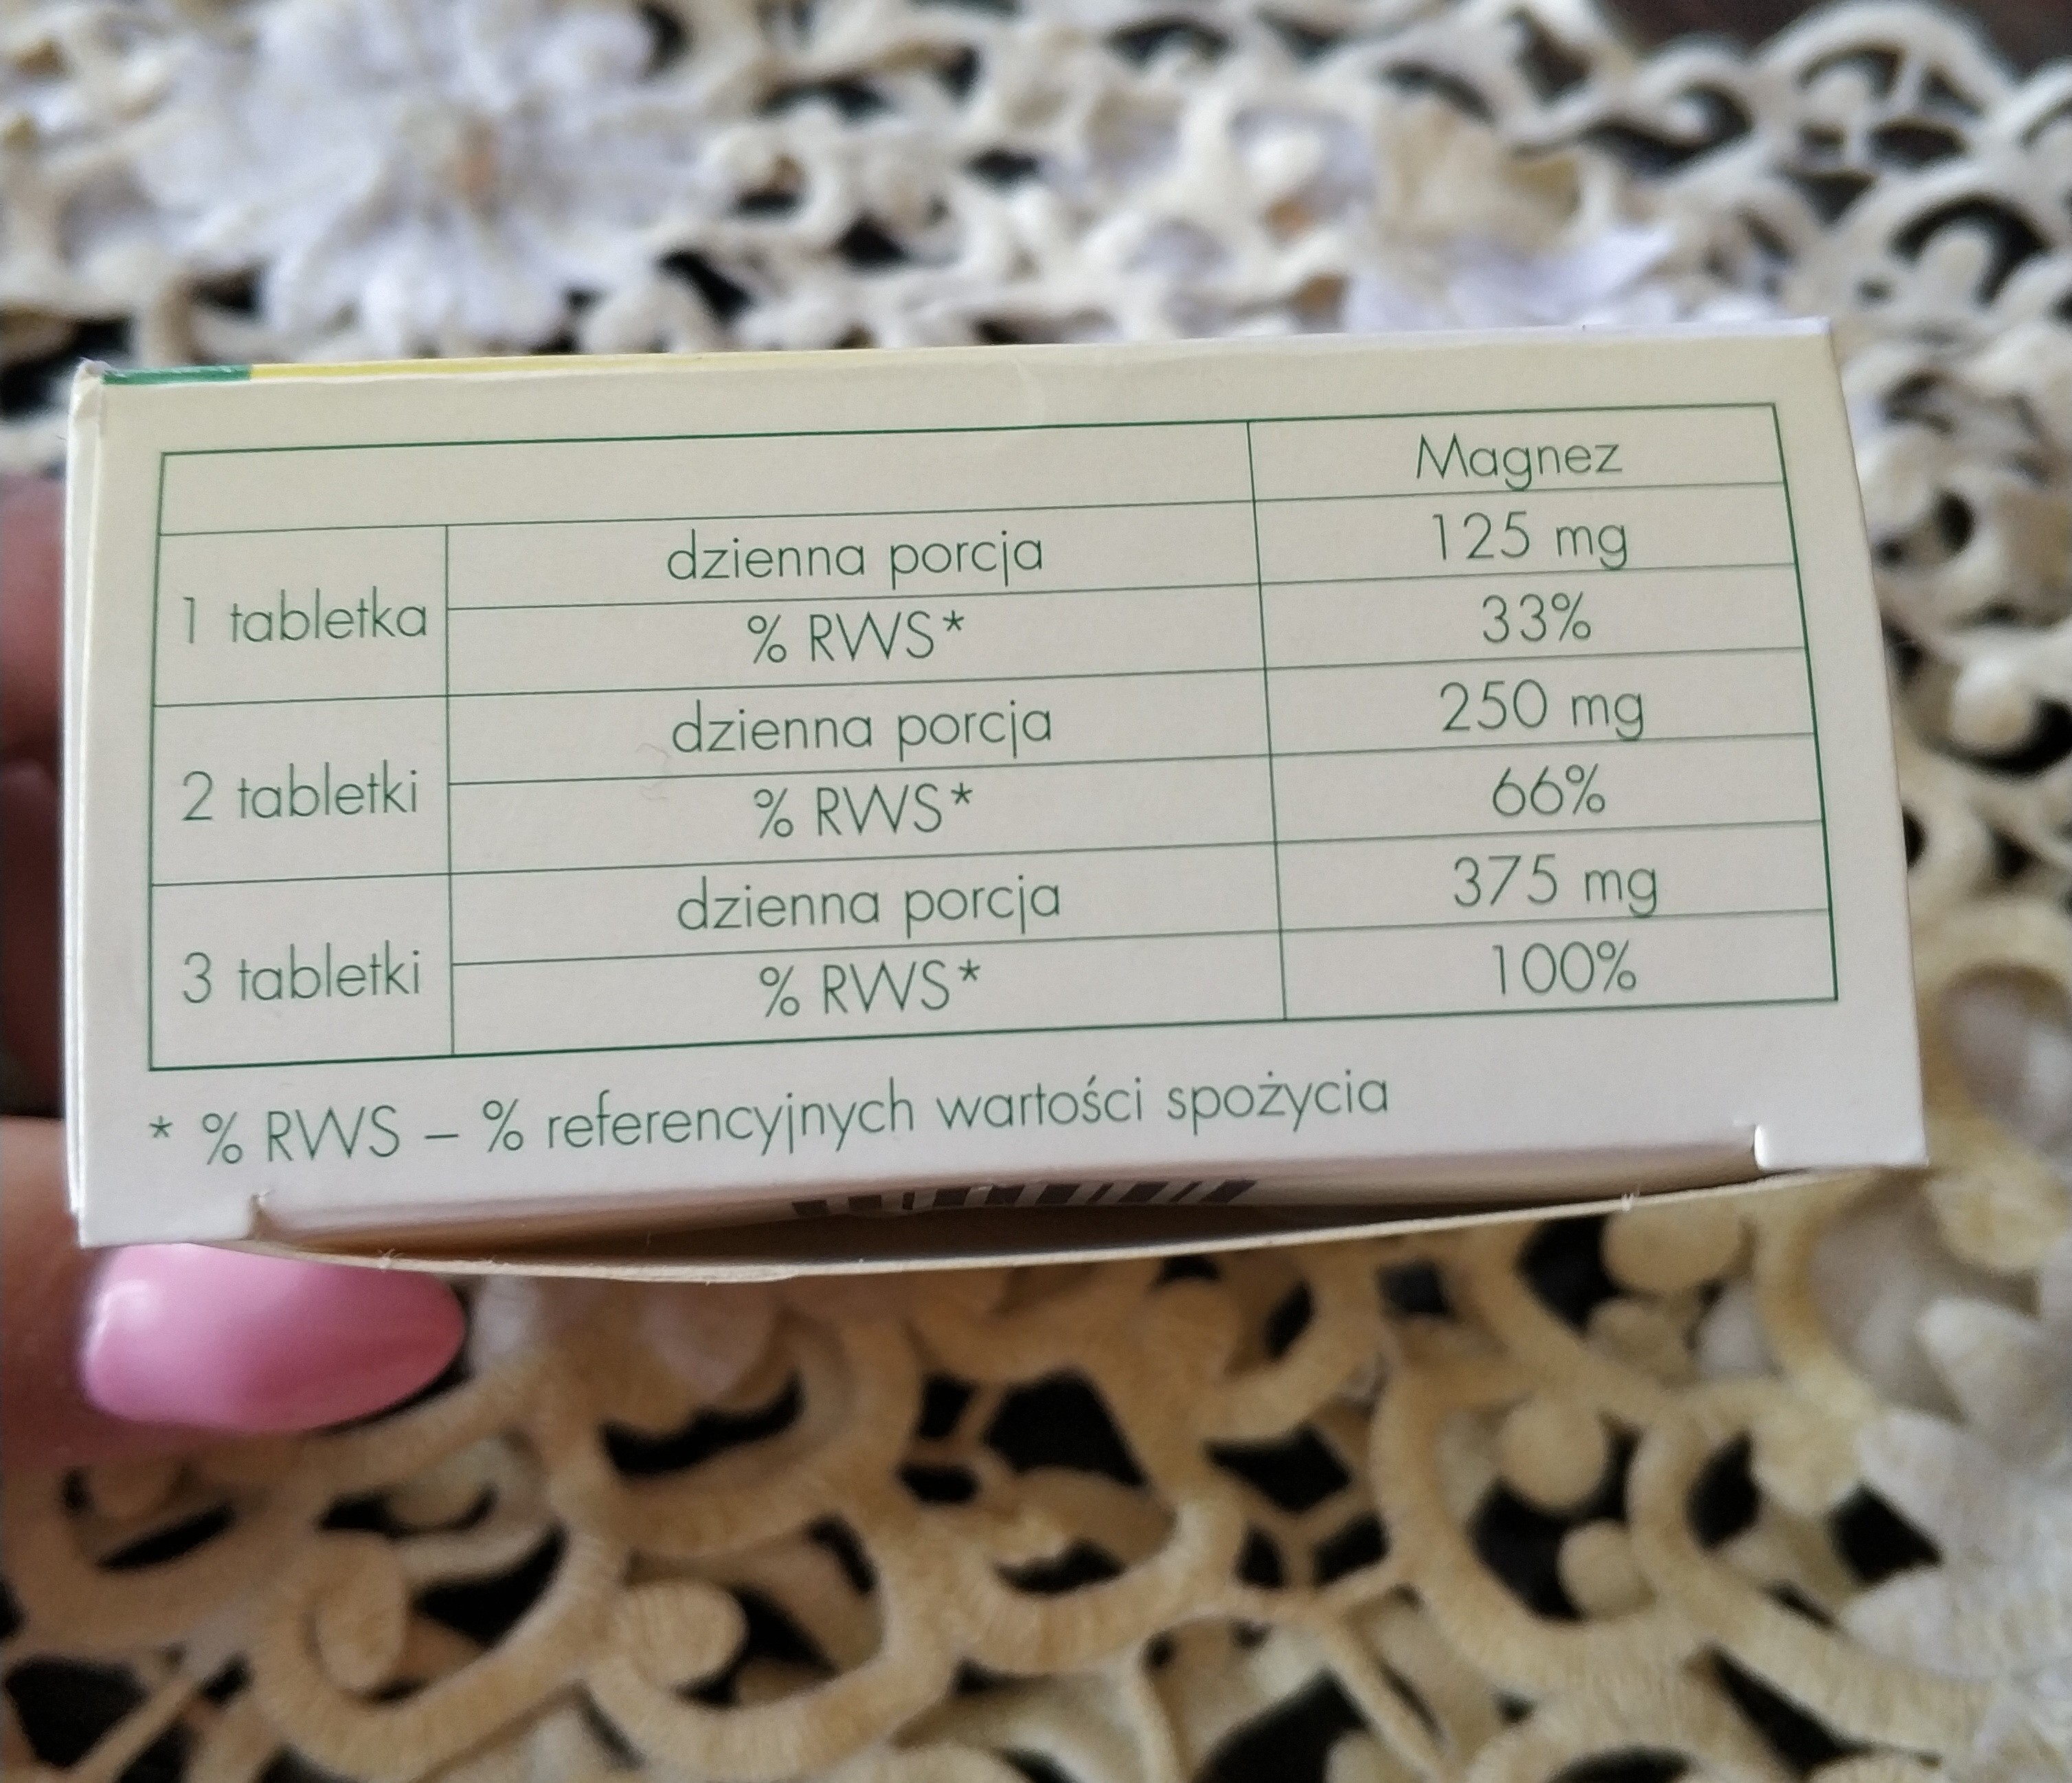 Magnez
1 tabletka
dzienna porcja 125 mg
% RWS* 33%
2 tabletki
dzienna porcja 250 mg
% RWS* 66%
3 tabletki
dzienna porcja 375 mg
% RWS* 100%
* % RWS – % referencyjnych wartości spożycia